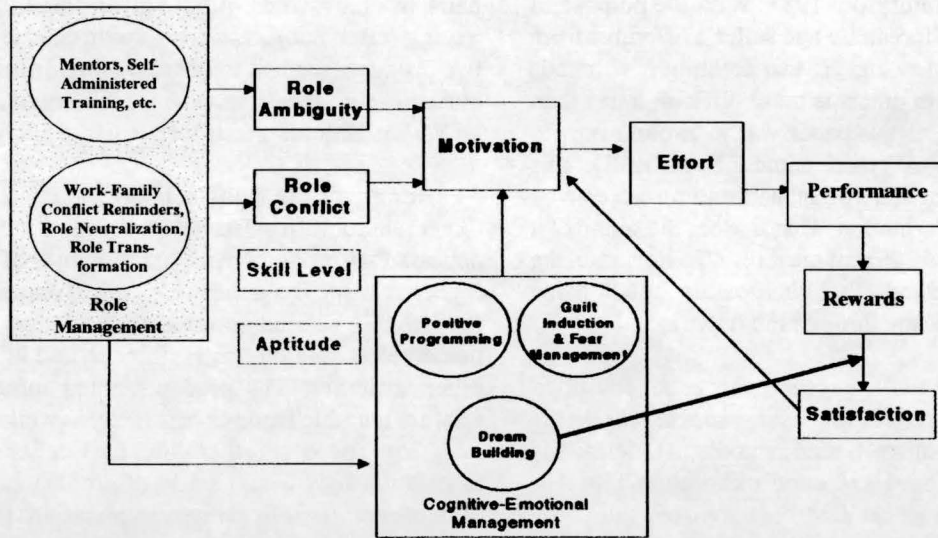 Mentors, Self-
Administered
Training, etc.
Work-Family
Conflict Reminders,
Role Neutralization,
Role Trans-
formation
Role
Management
Role
Ambiguity
Role
Conflict
Skill Level
Aptitude
Motivation
Effort
Performance
Rewards
Satisfaction
Positive
Programming
Guilt
Induction
& Fear
Management
Dream
Building
Cognitive-Emotional
Management